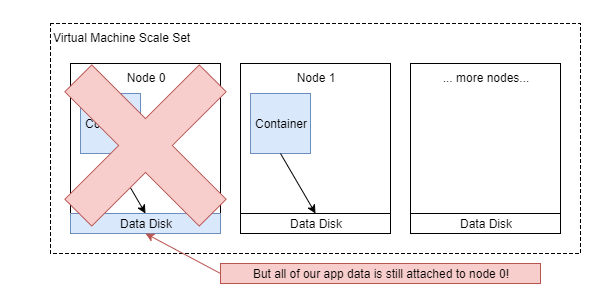 Virtual Machine Scale Set
Node 0
Node 1
... more nodes...
Co
Container
Data Disk
Data Disk
Data Disk
But all of our app data is still attached to node 0!